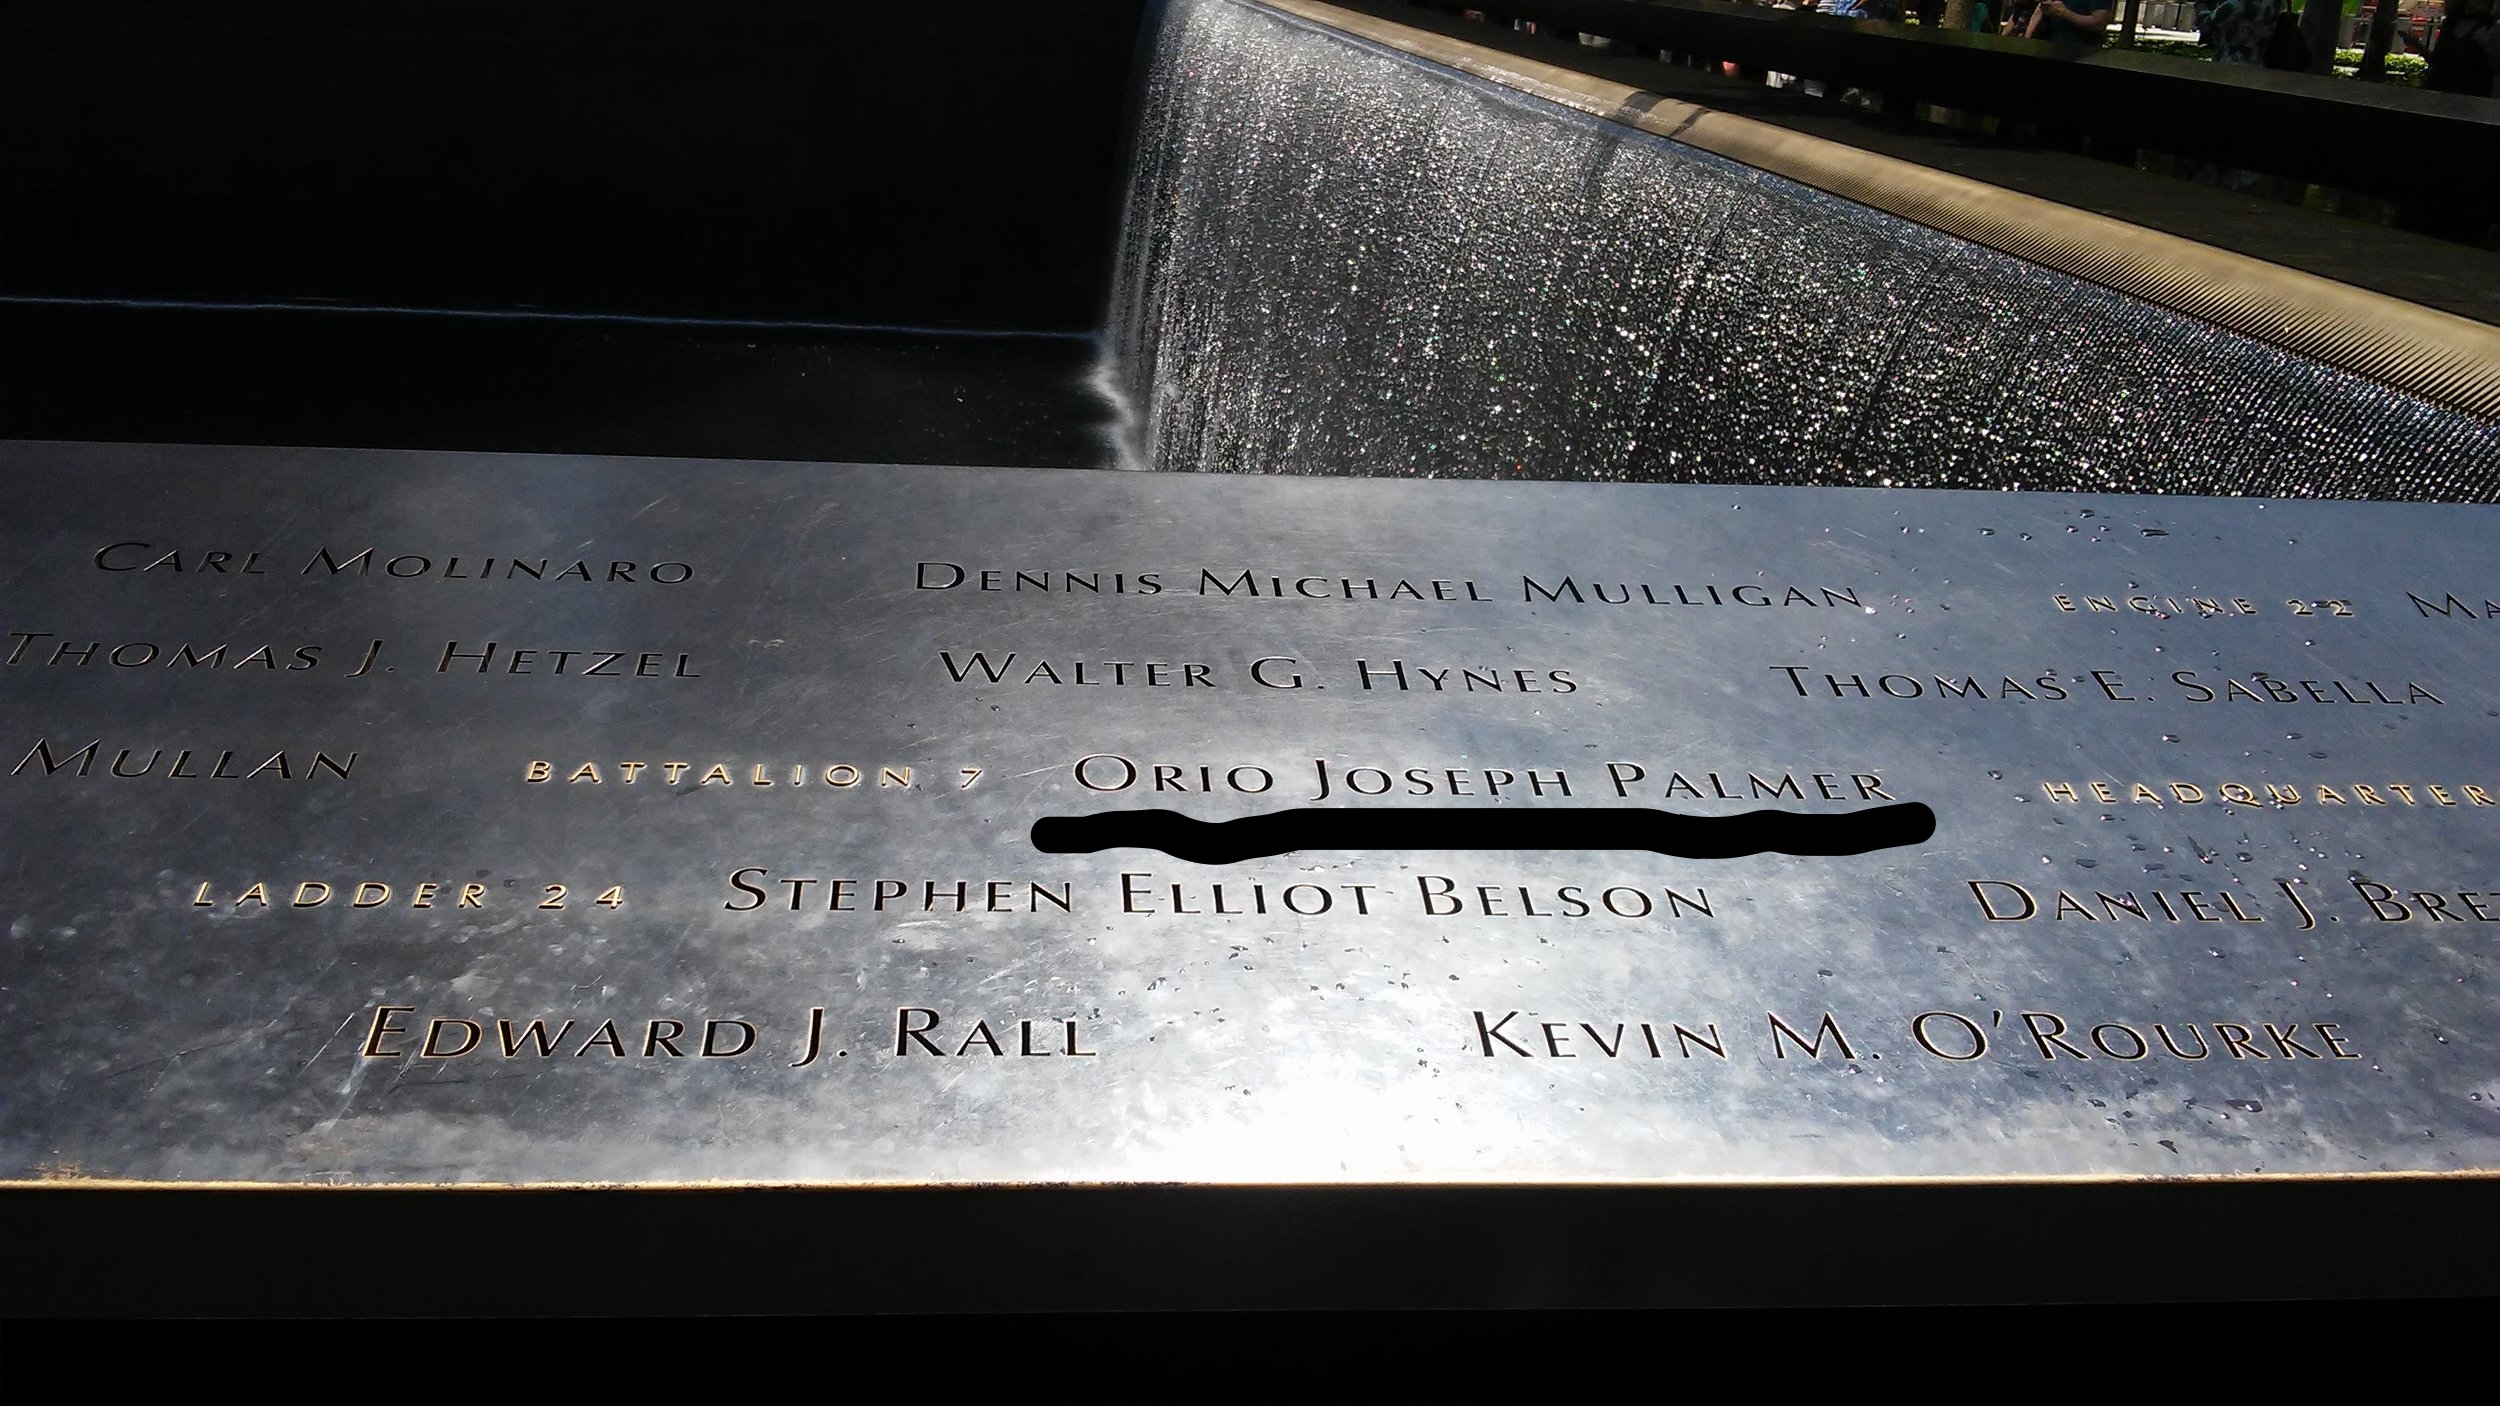 CARL MOLINARO DENNIS MICHAEL MULLIGAN ENGINE 22
THOMAS J. HETZEL WALTER G. HYNES THOMAS E. SABELLA
MULLAN BATTALION 7 ORIO JOSEPH PALMER
LADDER 24 STEPHEN ELLIOT BELSON DANIEL J.
EDWARD J. RALL KEVIN M. O'ROURKE